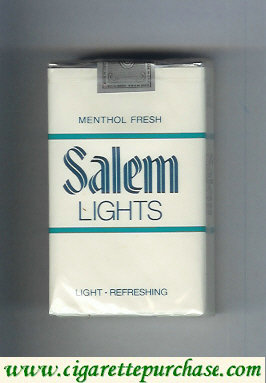 MENTHOL FRESH
Salem
LIGHTS
LIGHT - REFRESHING
www.cigarettepurchase.com